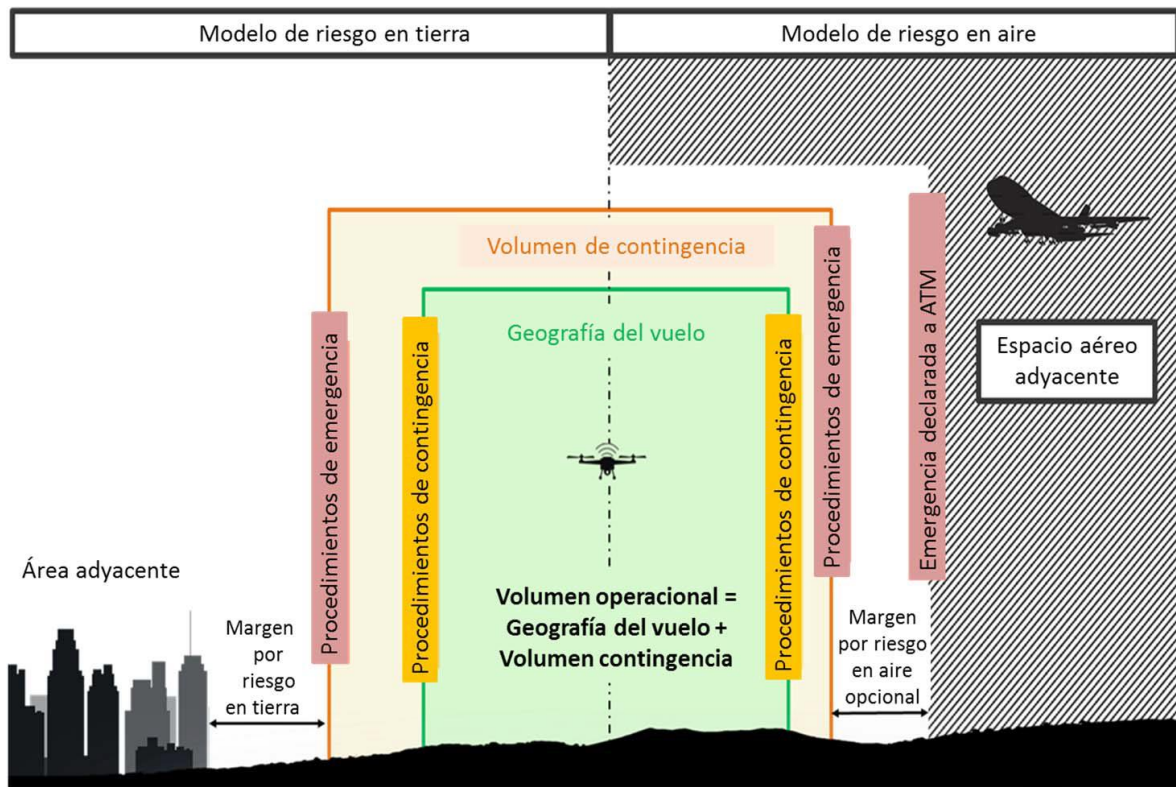 Modelo de riesgo en tierra
Modelo de riesgo en aire
Volumen de contingencia
Geografía del vuelo
Procedimientos de emergencia
Procedimientos de contingencia
Procedimientos de contingencia
Procedimientos de emergencia
Emergencia declarada a ATM
Espacio aéreo
adyacente
Área adyacente
Margen
por
riesgo
en tierra
Volumen operacional =
Geografía del vuelo +
Volumen contingencia
Margen
por riesgo
en aire
opcional